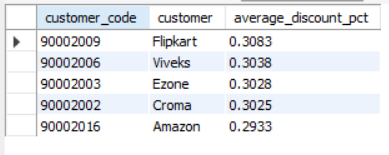 customer_code customer average_discount_pct
90002009 Flipkart 0.3083
90002006 Viveks 0.3038
90002003 Ezone 0.3028
90002002 Croma 0.3025
90002016 Amazon 0.2933